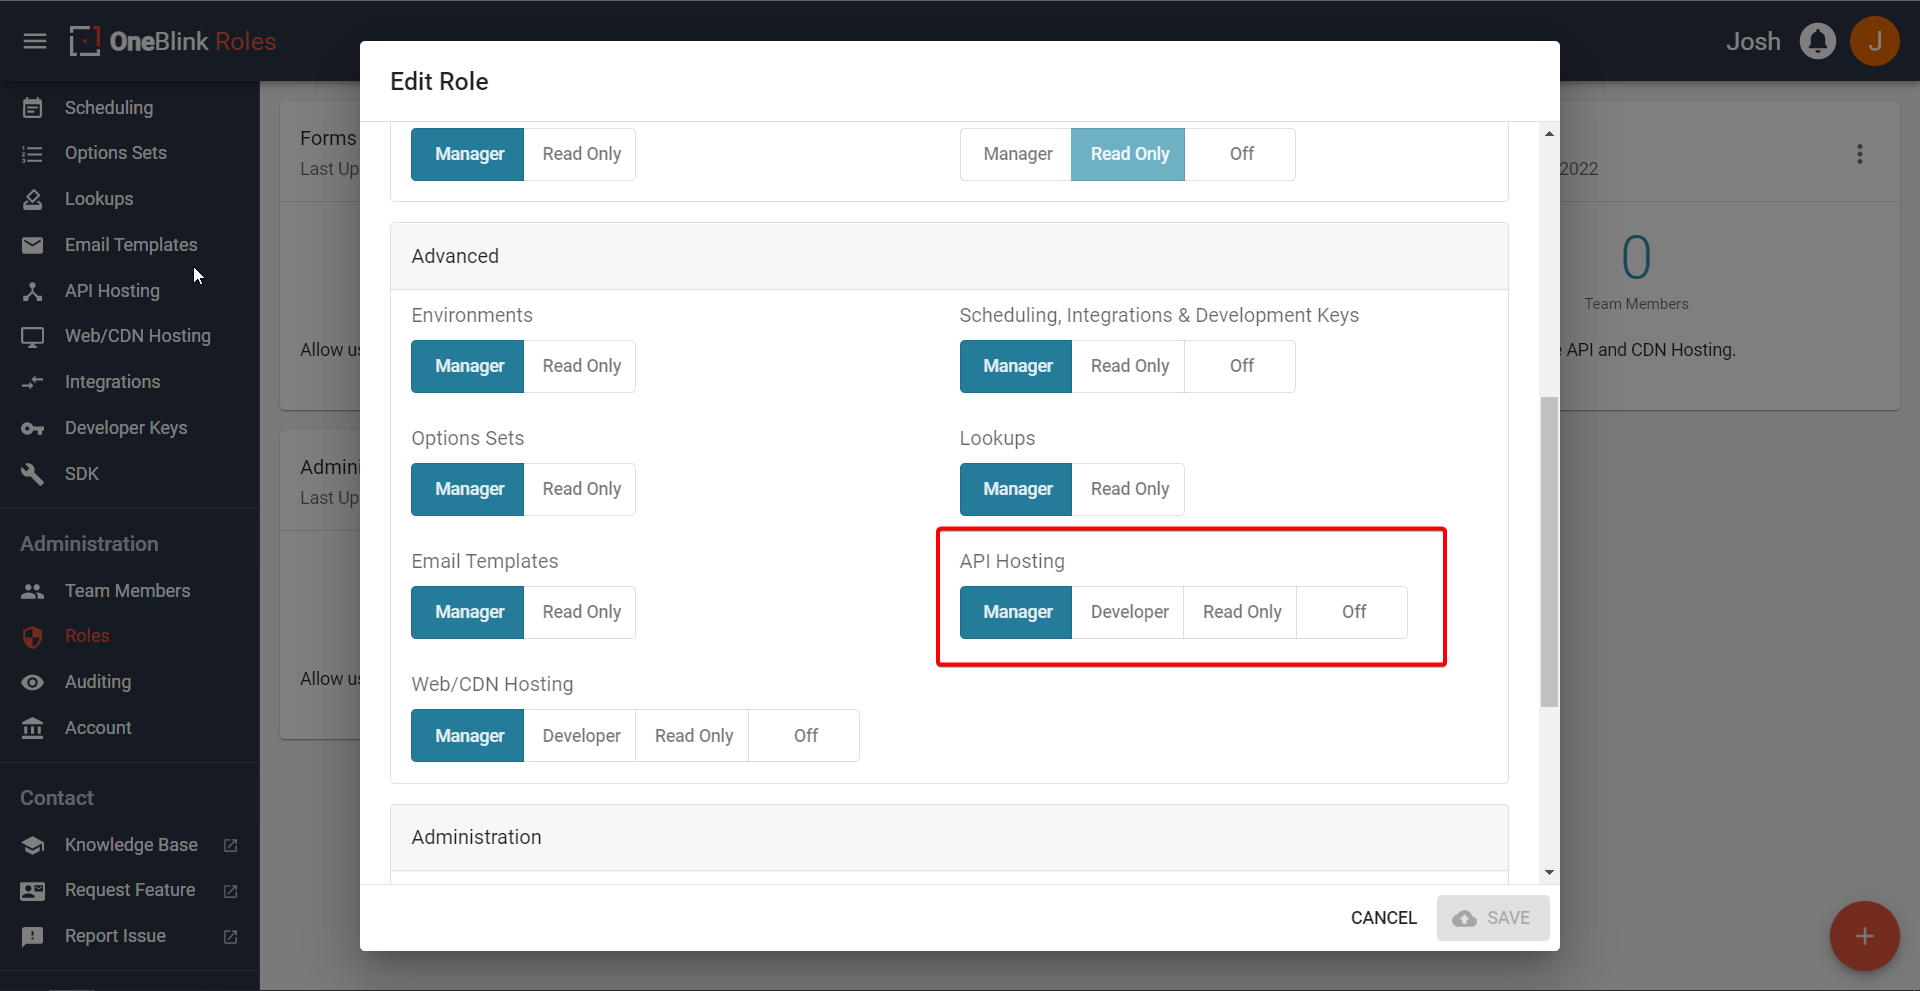 OneBlink Roles
Josh
J
Scheduling
Options Sets
Lookups
Email Templates
API Hosting
Web/CDN Hosting
Integrations
Developer Keys
SDK
Administration
Team Members
Roles
Auditing
Account
Contact
Knowledge Base
Request Feature
Report Issue
Forms
Last Up
Allow us
Admini
Last Up
Allow us
2022
0
Team Members
API and CDN Hosting.
Edit Role
Manager Read Only
Manager Read Only Off
Advanced
Environments
Manager Read Only
Scheduling, Integrations & Development Keys
Manager Read Only Off
Options Sets
Manager Read Only
Lookups
Manager Read Only
Email Templates
Manager Read Only
API Hosting
Manager Developer Read Only Off
Web/CDN Hosting
Manager Developer Read Only Off
Administration
CANCEL
SAVE